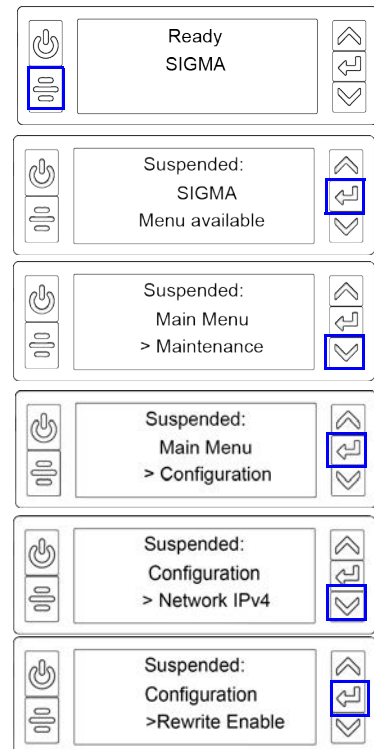 Ready
SIGMA
Suspended:
SIGMA
Menu available
Suspended:
Main Menu
> Maintenance
Suspended:
Main Menu
> Configuration
Suspended:
Configuration
> Network IPv4
Suspended:
Configuration
>Rewrite Enable